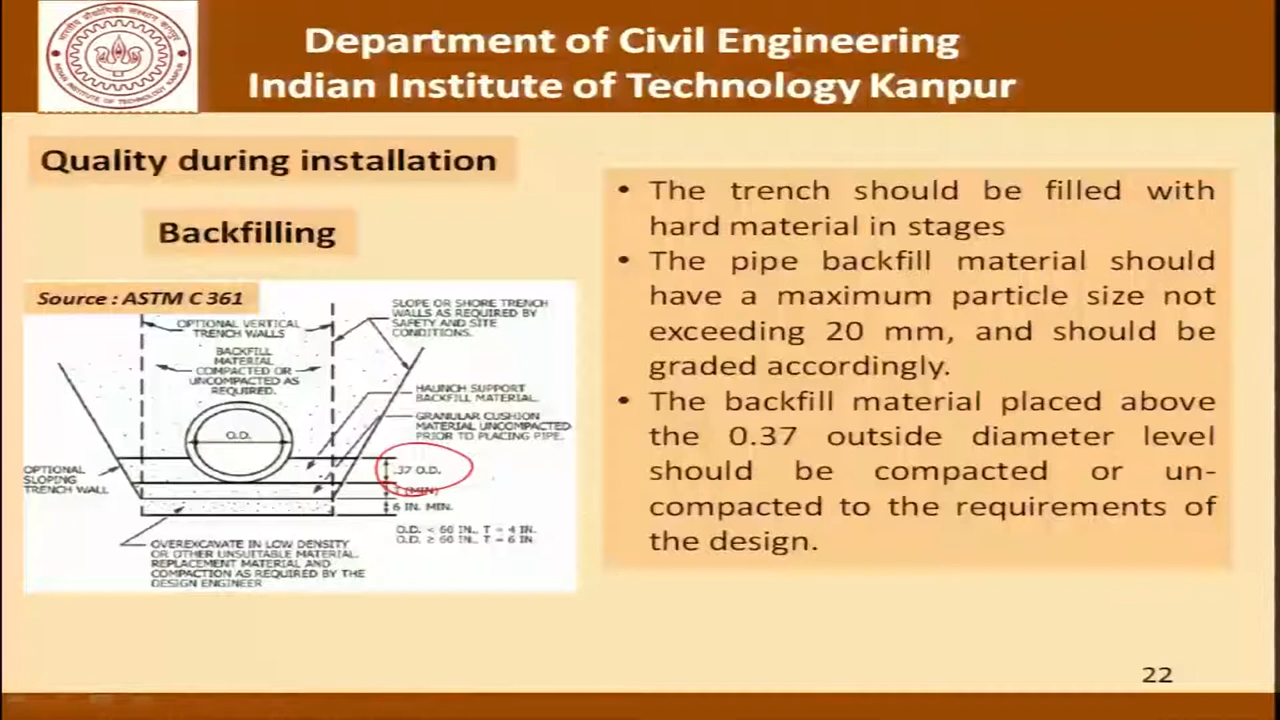 Department of Civil Engineering
Indian Institute of Technology Kanpur
Quality during installation
Backfilling
Source : ASTM C 361
OPTIONAL VERTICAL
TRENCH WALLS
BACKFILL
MATERIAL
COMPACTED OR
UNCOMPACTED AS
REQUIRED.
SLOPE OR SHORE TRENCH
WALLS AS REQUIRED BY
SAFETY AND SITE
CONDITIONS.
HAUNCH SUPPORT
BACKFILL MATERIAL.
GRANULAR CUSHION
MATERIAL UNCOMPACTED
PRIOR TO PLACING PIPE.
O.D.
OPTIONAL
SLOPING
TRENCH WALL
.37 O.D.
T (MIN)
6 IN. MIN.
O.D. < 60 IN., T = 4 IN.
O.D. ≥ 60 IN., T = 6 IN.
OVEREXCAVATE IN LOW DENSITY
OR OTHER UNSUITABLE MATERIAL.
REPLACEMENT MATERIAL AND
COMPACTION AS REQUIRED BY THE
DESIGN ENGINEER
• The trench should be filled with
hard material in stages
• The pipe backfill material should
have a maximum particle size not
exceeding 20 mm, and should be
graded accordingly.
• The backfill material placed above
the 0.37 outside diameter level
should be compacted or un-
compacted to the requirements of
the design.
22